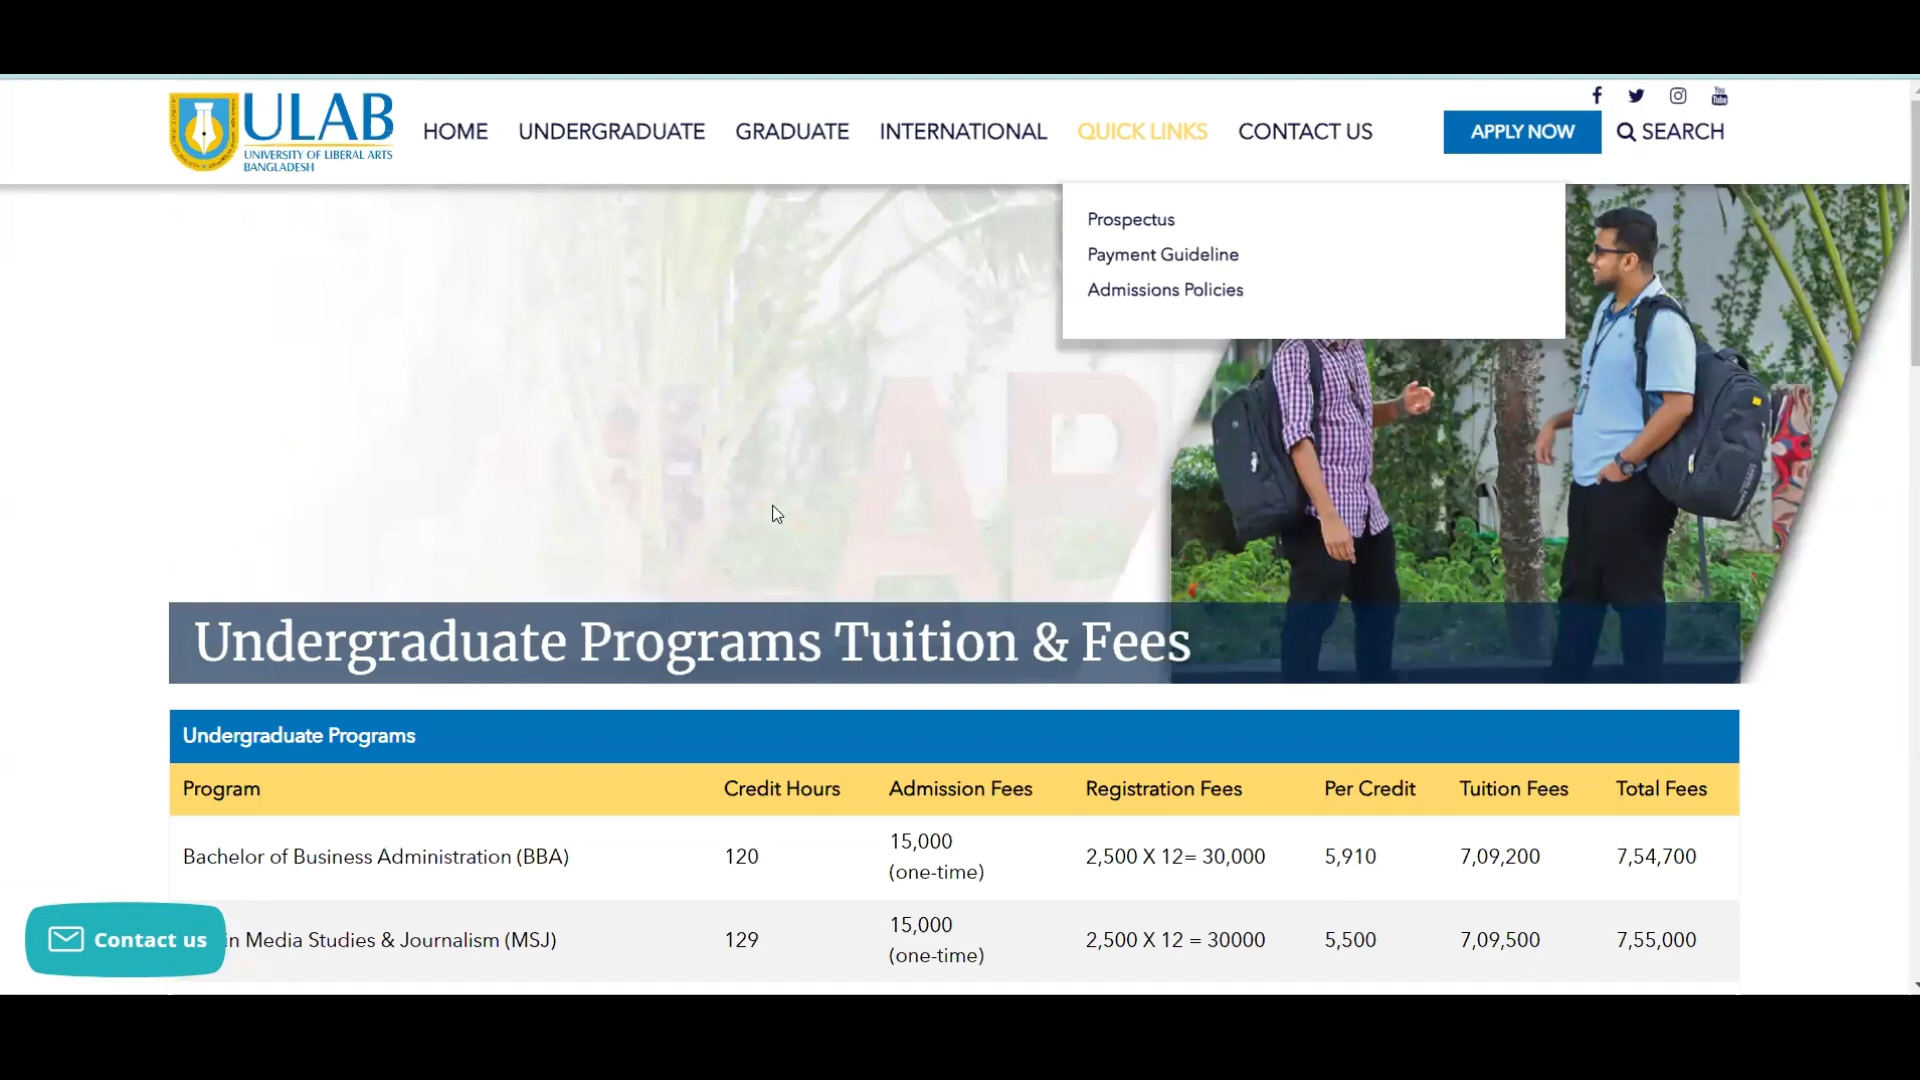 ULAB
UNIVERSITY OF LIBERAL ARTS
BANGLADESH
HOME UNDERGRADUATE GRADUATE INTERNATIONAL QUICK LINKS CONTACT US APPLY NOW SEARCH
Prospectus
Payment Guideline
Admissions Policies
Undergraduate Programs Tuition & Fees
Undergraduate Programs
Program Credit Hours Admission Fees Registration Fees Per Credit Tuition Fees Total Fees
Bachelor of Business Administration (BBA) 120 15,000 (one-time) 2,500 X 12= 30,000 5,910 7,09,200 7,54,700
in Media Studies & Journalism (MSJ) 129 15,000 (one-time) 2,500 X 12 = 30000 5,500 7,09,500 7,55,000
Contact us